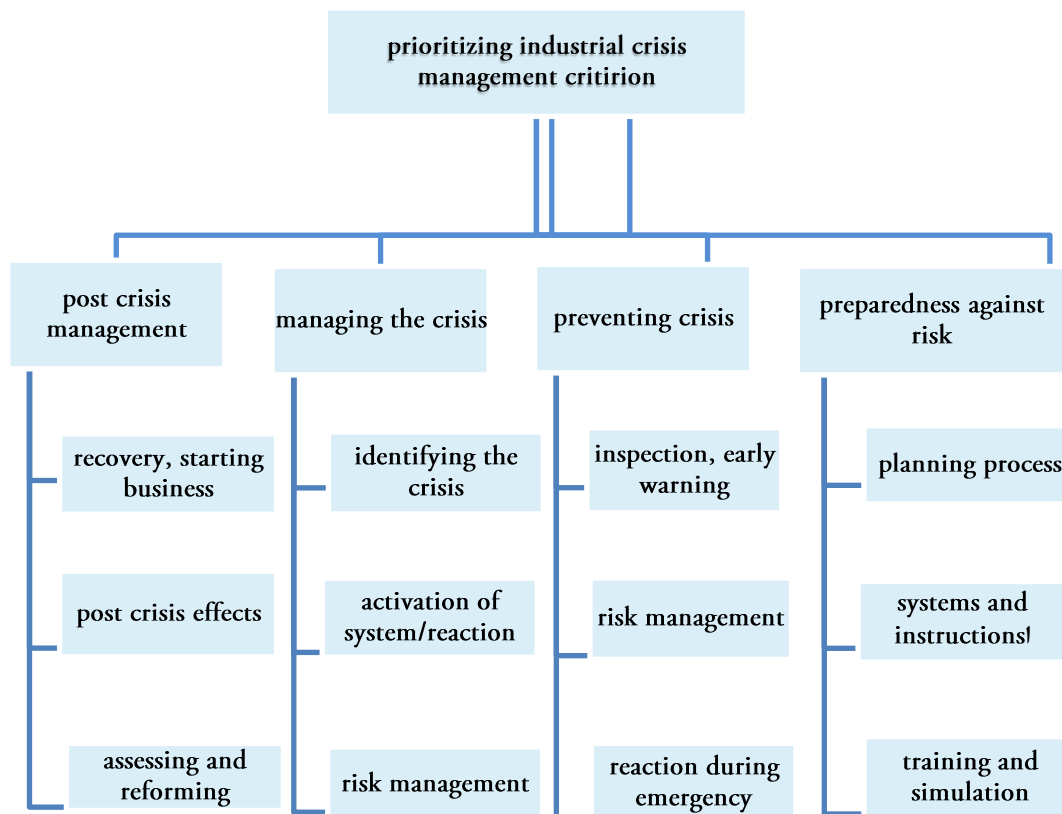 prioritizing industrial crisis
management critirion
post crisis
management
managing the crisis
preventing crisis
preparedness against
risk
recovery, starting
business
identifying the
crisis
inspection, early
warning
planning process
post crisis effects
activation of
system/reaction
risk management
systems and
instructions
assessing and
reforming
risk management
reaction during
emergency
training and
simulation